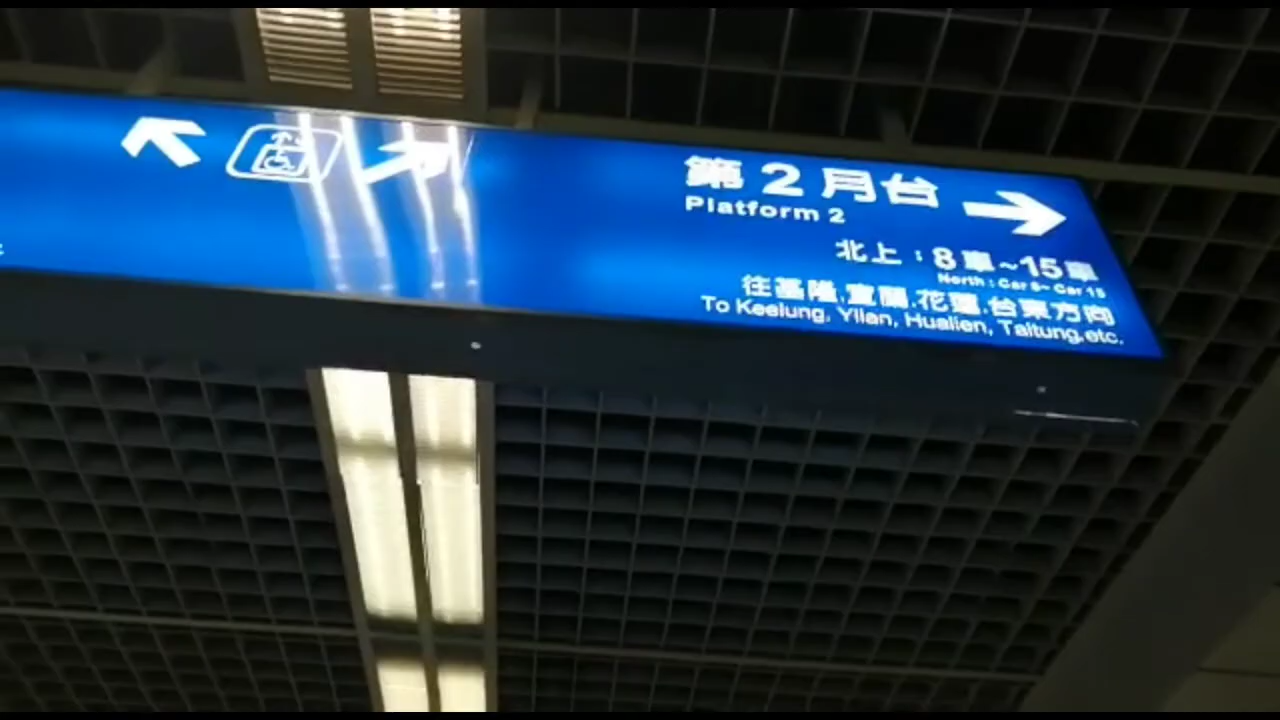 第2月台
Platform 2
北上：8車~15車
North : Car 8~ Car 15
往基隆.宜蘭.花蓮.台東方向
To Keelung, Yilan, Hualien, Taitung,etc.